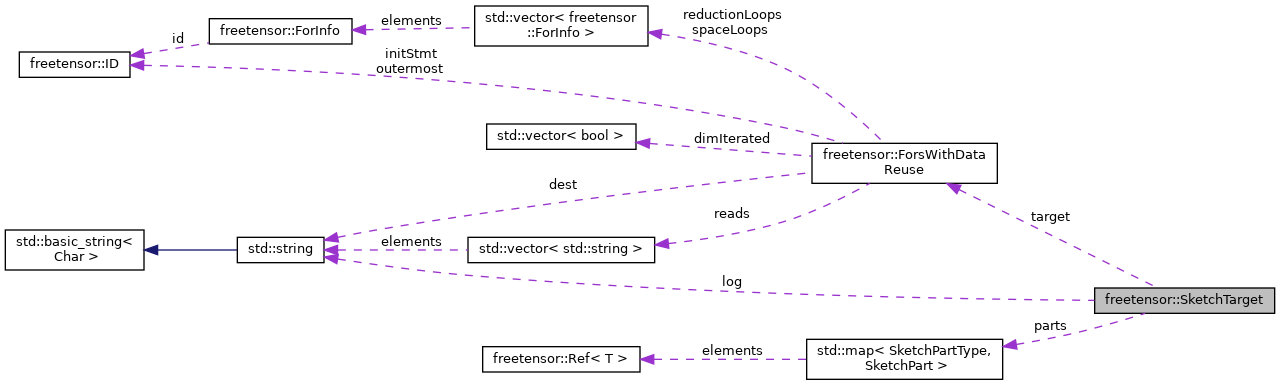 reductionLoops
spaceLoops
std::vector< freetensor
::ForInfo >
elements
freetensor::ForInfo
id
freetensor::ID
initStmt
outermost
std::vector< bool >
dimIterated
freetensor::ForsWithData
Reuse
dest
reads
target
std::basic_string<
Char >
std::string
elements
std::vector< std::string >
log
freetensor::SketchTarget
parts
freetensor::Ref< T >
elements
std::map< SketchPartType,
SketchPart >